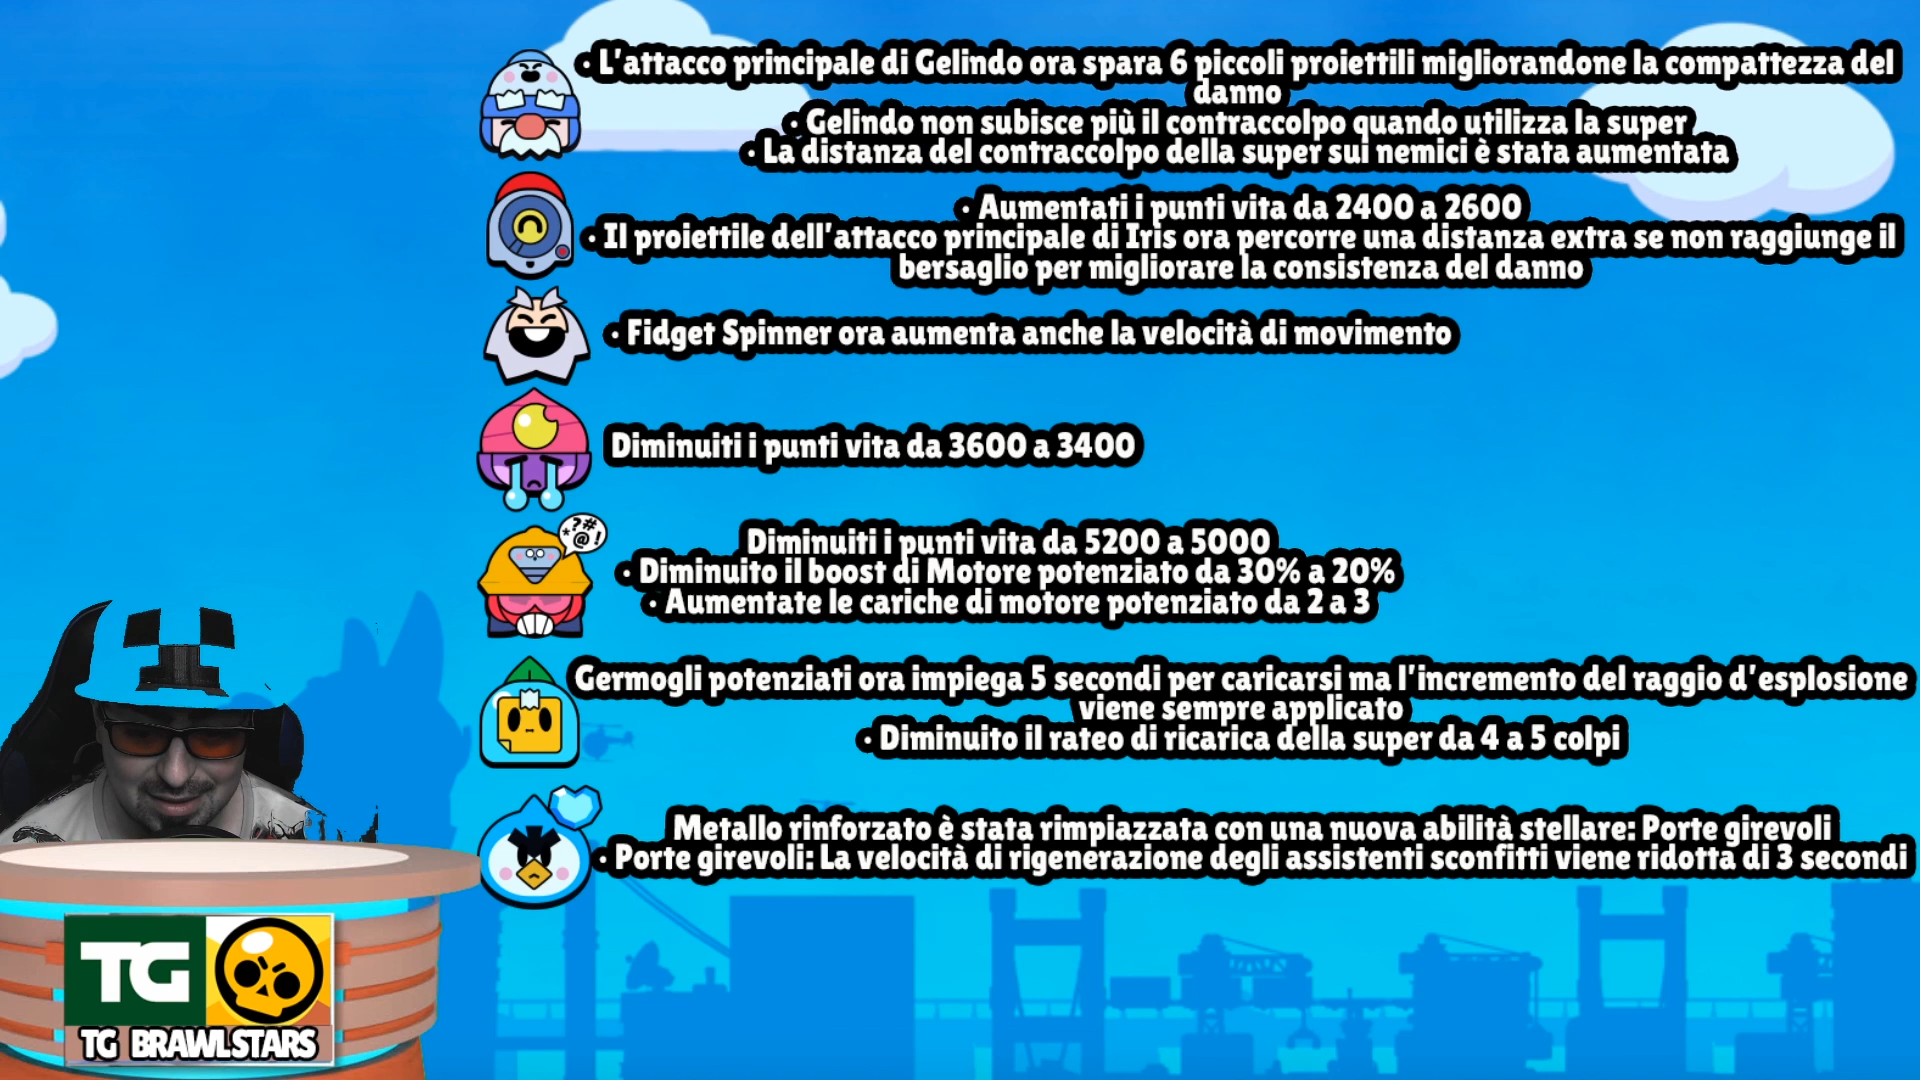 • L'attacco principale di Gelindo ora spara 6 piccoli proiettili migliorandone la compattezza del
danno
• Gelindo non subisce più il contraccolpo quando utilizza la super
• La distanza del contraccolpo della super sui nemici è stata aumentata
• Aumentati i punti vita da 2400 a 2600
• Il proiettile dell'attacco principale di Iris ora percorre una distanza extra se non raggiunge il
bersaglio per migliorare la consistenza del danno
• Fidget Spinner ora aumenta anche la velocità di movimento
Diminuiti i punti vita da 3600 a 3400
*?#
@!
Diminuiti i punti vita da 5200 a 5000
• Diminuito il boost di Motore potenziato da 30% a 20%
• Aumentate le cariche di motore potenziato da 2 a 3
Germogli potenziati ora impiega 5 secondi per caricarsi ma l'incremento del raggio d'esplosione
viene sempre applicato
• Diminuito il rateo di ricarica della super da 4 a 5 colpi
Metallo rinforzato è stata rimpiazzata con una nuova abilità stellare: Porte girevoli
• Porte girevoli: La velocità di rigenerazione degli assistenti sconfitti viene ridotta di 3 secondi
TG
TG BRAWLSTARS